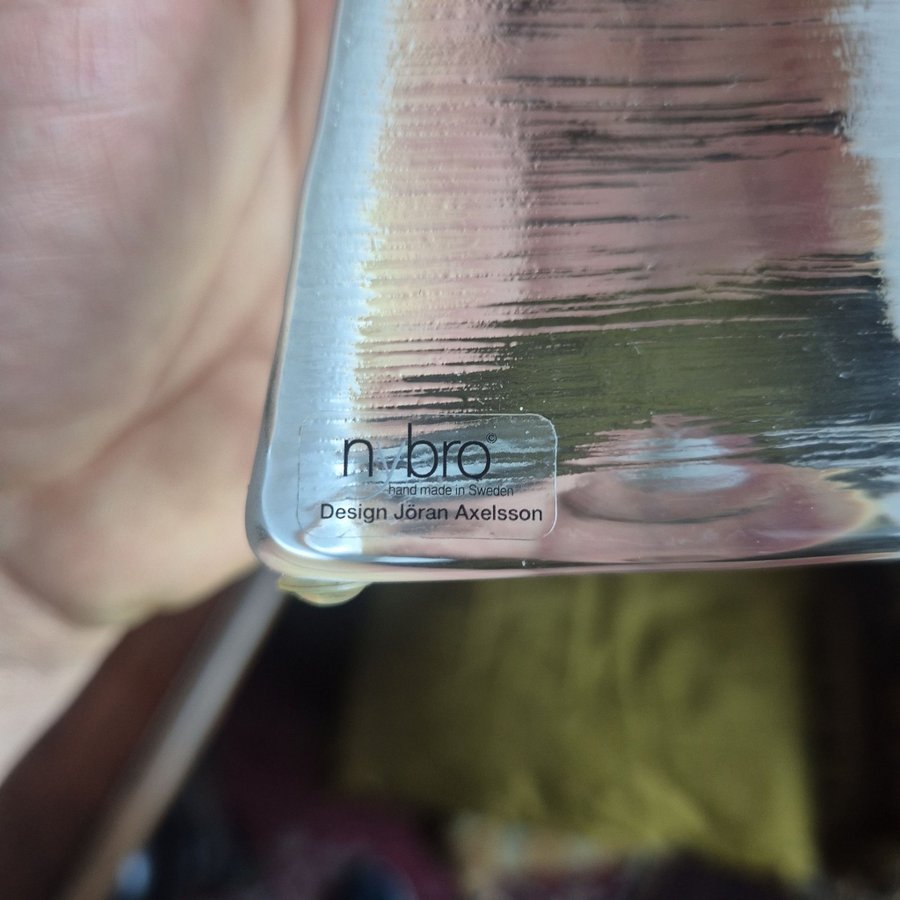 nybro©
hand made in Sweden
Design Jöran Axelsson